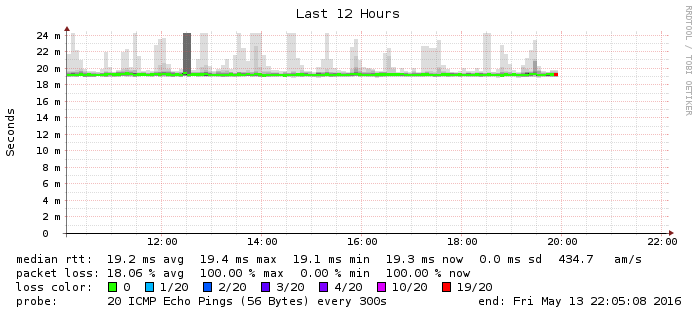 Last 12 Hours
RRDTOOL / TOBI OETIKER
Seconds
24 m
22 m
20 m
18 m
16 m
14 m
12 m
10 m
8 m
6 m
4 m
2 m
0
12:00 14:00 16:00 18:00 20:00 22:00
median rtt: 19.2 ms avg 19.4 ms max 19.1 ms min 19.3 ms now 0.0 ms sd 434.7 am/s
packet loss: 18.06 % avg 100.00 % max 0.00 % min 100.00 % now
loss color: 0 1/20 2/20 3/20 4/20 10/20 19/20
probe: 20 ICMP Echo Pings (56 Bytes) every 300s end: Fri May 13 22:05:08 2016